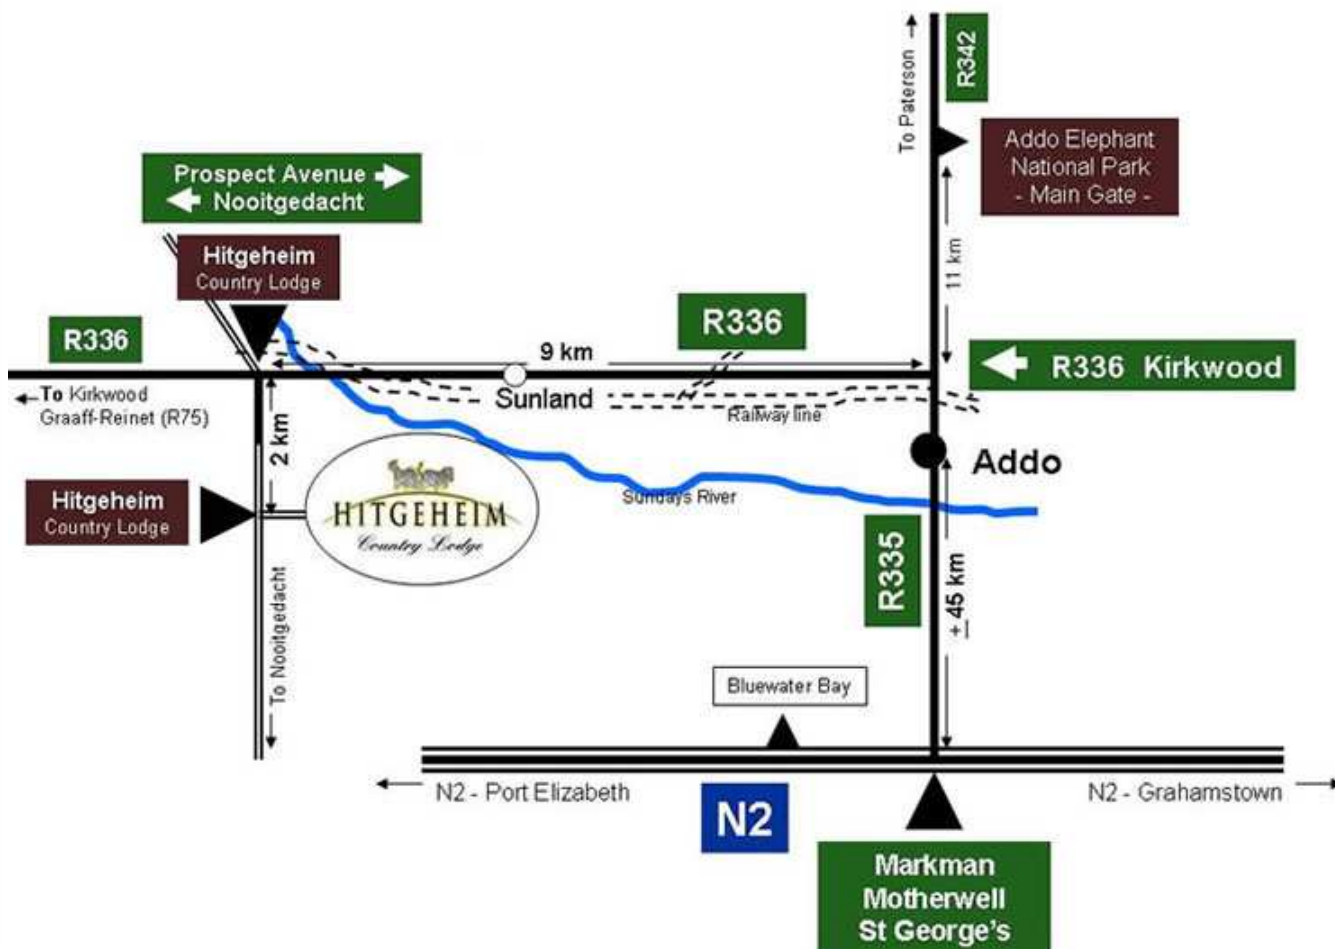 To Paterson
R342
Addo Elephant
National Park
- Main Gate -
11 km
Prospect Avenue
Nooitgedacht
Hitgeheim
Country Lodge
R336
To Kirkwood
Graaff-Reinet (R75)
9 km
R336
Sunland
Railway line
R336 Kirkwood
2 km
Addo
Hitgeheim
Country Lodge
HITGEHEIM
Country Lodge
Sundays River
R335
± 45 km
To Nooitgedacht
Bluewater Bay
N2 - Port Elizabeth
N2
N2 - Grahamstown
Markman
Motherwell
St George's